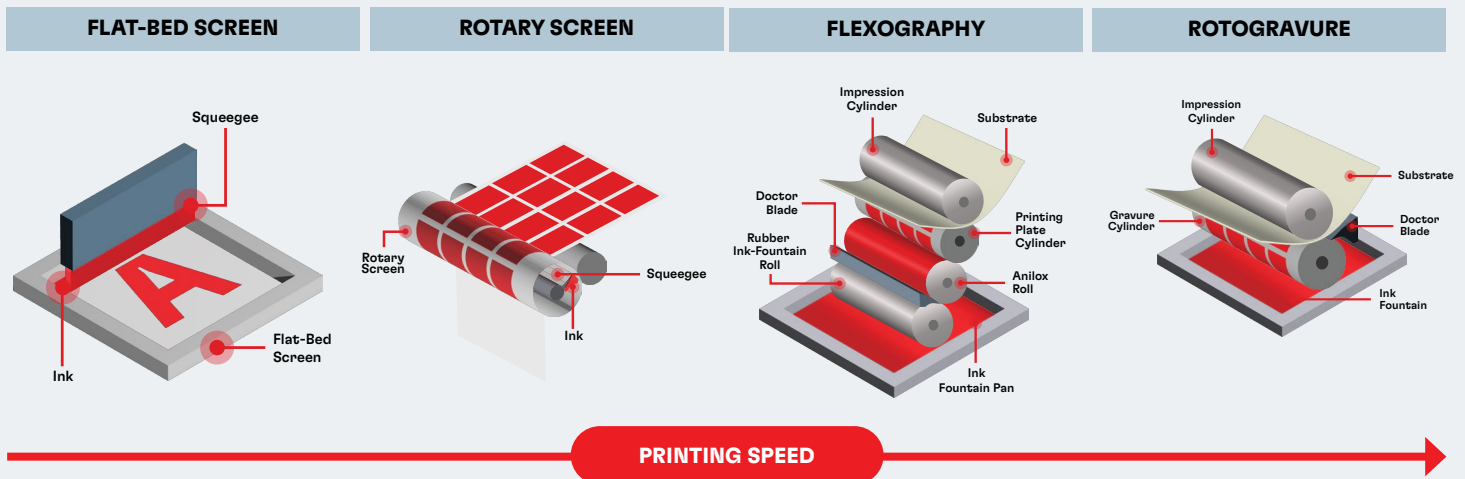 FLAT-BED SCREEN
Squeegee
Ink
Flat-Bed
Screen
ROTARY SCREEN
Rotary
Screen
Squeegee
Ink
FLEXOGRAPHY
Impression
Cylinder
Substrate
Doctor
Blade
Rubber
Ink-Fountain
Roll
Printing
Plate
Cylinder
Anilox
Roll
Ink
Fountain Pan
ROTOGRAVURE
Impression
Cylinder
Substrate
Gravure
Cylinder
Doctor
Blade
Ink
Fountain
PRINTING SPEED
A